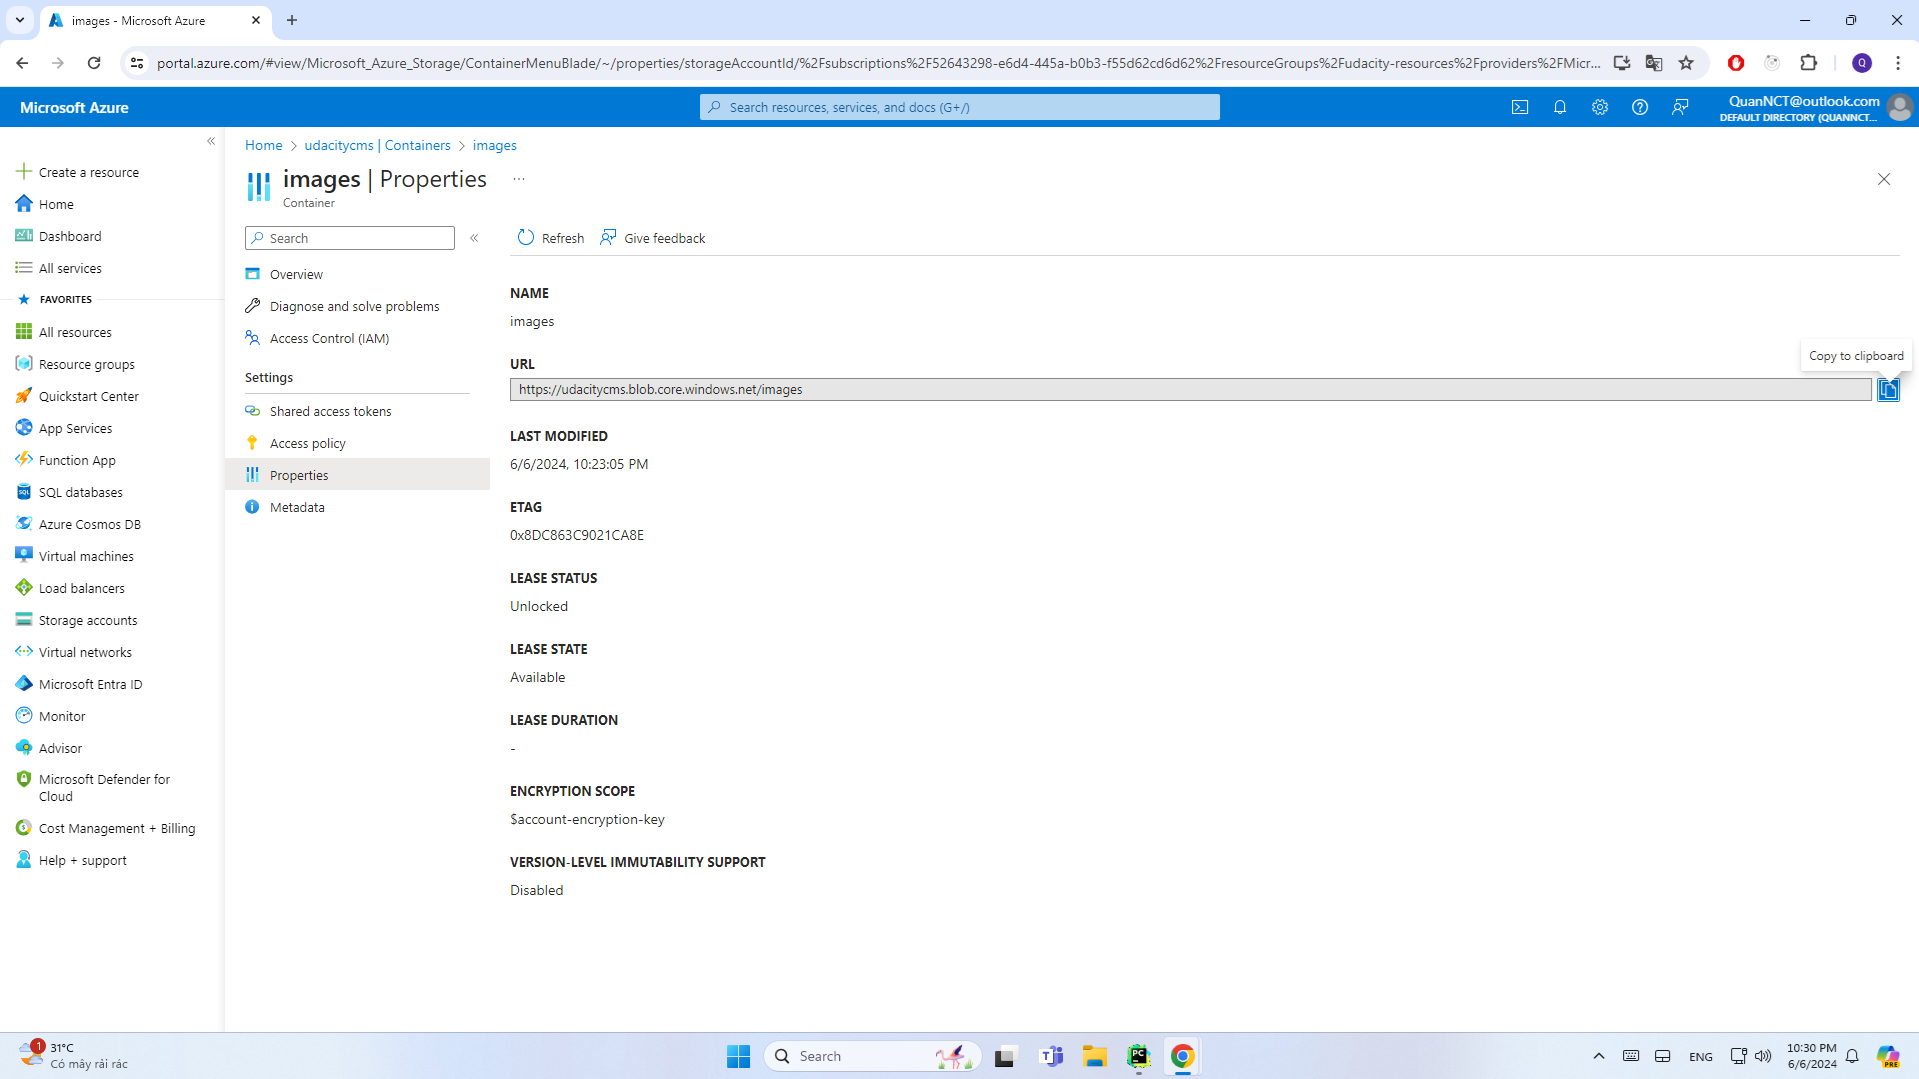 images - Microsoft Azure
portal.azure.com/#view/Microsoft_Azure_Storage/ContainerMenuBlade/~/properties/storageAccountId/%2Fsubscriptions%2F52643298-e6d4-445a-b0b3-f55d62cd6d62%2FresourceGroups%2Fudacity-resources%2Fproviders%2FMicr...
Q
Microsoft Azure
Search resources, services, and docs (G+/)
QuanNCT@outlook.com
DEFAULT DIRECTORY (QUANNCT...
Home > udacitycms | Containers > images
images | Properties
Container
Create a resource
Home
Dashboard
All services
FAVORITES
All resources
Resource groups
Quickstart Center
App Services
Function App
SQL databases
Azure Cosmos DB
Virtual machines
Load balancers
Storage accounts
Virtual networks
Microsoft Entra ID
Monitor
Advisor
Microsoft Defender for
Cloud
Cost Management + Billing
Help + support
Search
Overview
Diagnose and solve problems
Access Control (IAM)
Settings
Shared access tokens
Access policy
Properties
Metadata
Refresh
Give feedback
NAME
images
URL
https://udacitycms.blob.core.windows.net/images
Copy to clipboard
LAST MODIFIED
6/6/2024, 10:23:05 PM
ETAG
0x8DC863C9021CA8E
LEASE STATUS
Unlocked
LEASE STATE
Available
LEASE DURATION
-
ENCRYPTION SCOPE
$account-encryption-key
VERSION-LEVEL IMMUTABILITY SUPPORT
Disabled
1
31°C
Có mây rải rác
Search
ENG
10:30 PM
6/6/2024
PRE